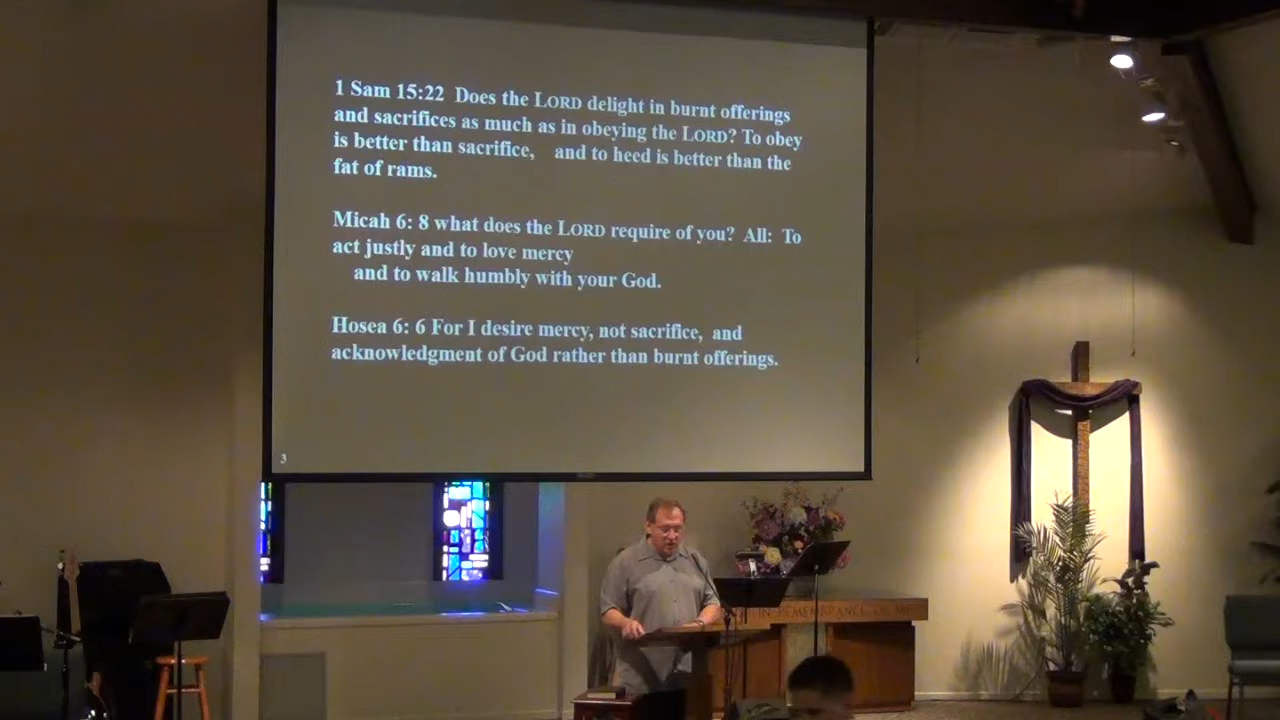 1 Sam 15:22 Does the LORD delight in burnt offerings
and sacrifices as much as in obeying the LORD? To obey
is better than sacrifice, and to heed is better than the
fat of rams.
Micah 6: 8 what does the LORD require of you? All: To
act justly and to love mercy
and to walk humbly with your God.
Hosea 6: 6 For I desire mercy, not sacrifice, and
acknowledgment of God rather than burnt offerings.
3
IN REMEMBRANCE OF ME